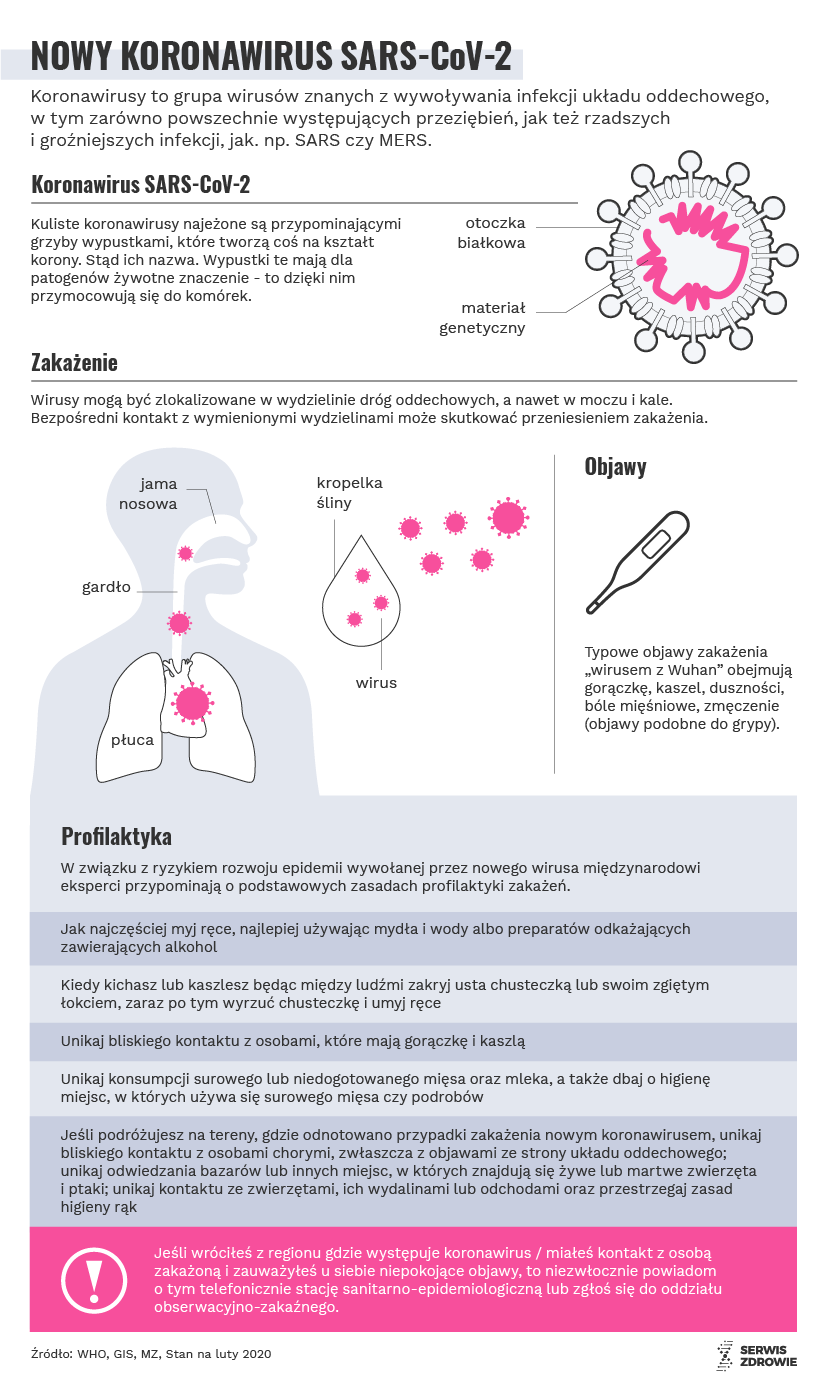 NOWY KORONAWIRUS SARS-CoV-2
Koronawirusy to grupa wirusów znanych z wywoływania infekcji układu oddechowego,
w tym zarówno powszechnie występujących przeziębień, jak też rzadszych
i groźniejszych infekcji, jak. np. SARS czy MERS.
Koronawirus SARS-CoV-2
Kuliste koronawirusy najeżone są przypominającymi
grzyby wypustkami, które tworzą coś na kształt
korony. Stąd ich nazwa. Wypustki te mają dla
patogenów żywotne znaczenie - to dzięki nim
przymocowują się do komórek.
otoczka
białkowa
materiał
genetyczny
Zakażenie
Wirusy mogą być zlokalizowane w wydzielinie dróg oddechowych, a nawet w moczu i kale.
Bezpośredni kontakt z wymienionymi wydzielinami może skutkować przeniesieniem zakażenia.
jama
nosowa
gardło
płuca
kropelka
śliny
wirus
Objawy
Typowe objawy zakażenia
„wirusem z Wuhan” obejmują
gorączkę, kaszel, duszności,
bóle mięśniowe, zmęczenie
(objawy podobne do grypy).
Profilaktyka
W związku z ryzykiem rozwoju epidemii wywołanej przez nowego wirusa międzynarodowi
eksperci przypominają o podstawowych zasadach profilaktyki zakażeń.
Jak najczęściej myj ręce, najlepiej używając mydła i wody albo preparatów odkażających
zawierających alkohol
Kiedy kichasz lub kaszlesz będąc między ludźmi zakryj usta chusteczką lub swoim zgiętym
łokciem, zaraz po tym wyrzuć chusteczkę i umyj ręce
Unikaj bliskiego kontaktu z osobami, które mają gorączkę i kaszlą
Unikaj konsumpcji surowego lub niedogotowanego mięsa oraz mleka, a także dbaj o higienę
miejsc, w których używa się surowego mięsa czy podrobów
Jeśli podróżujesz na tereny, gdzie odnotowano przypadki zakażenia nowym koronawirusem, unikaj
bliskiego kontaktu z osobami chorymi, zwłaszcza z objawami ze strony układu oddechowego;
unikaj odwiedzania bazarów lub innych miejsc, w których znajdują się żywe lub martwe zwierzęta
i ptaki; unikaj kontaktu ze zwierzętami, ich wydalinami lub odchodami oraz przestrzegaj zasad
higieny rąk
Jeśli wróciłeś z regionu gdzie występuje koronawirus / miałeś kontakt z osobą
zakażoną i zauważyłeś u siebie niepokojące objawy, to niezwłocznie powiadom
o tym telefonicznie stację sanitarno-epidemiologiczną lub zgłoś się do oddziału
obserwacyjno-zakaźnego.
Źródło: WHO, GIS, MZ, Stan na luty 2020
SERWIS
ZDROWIE